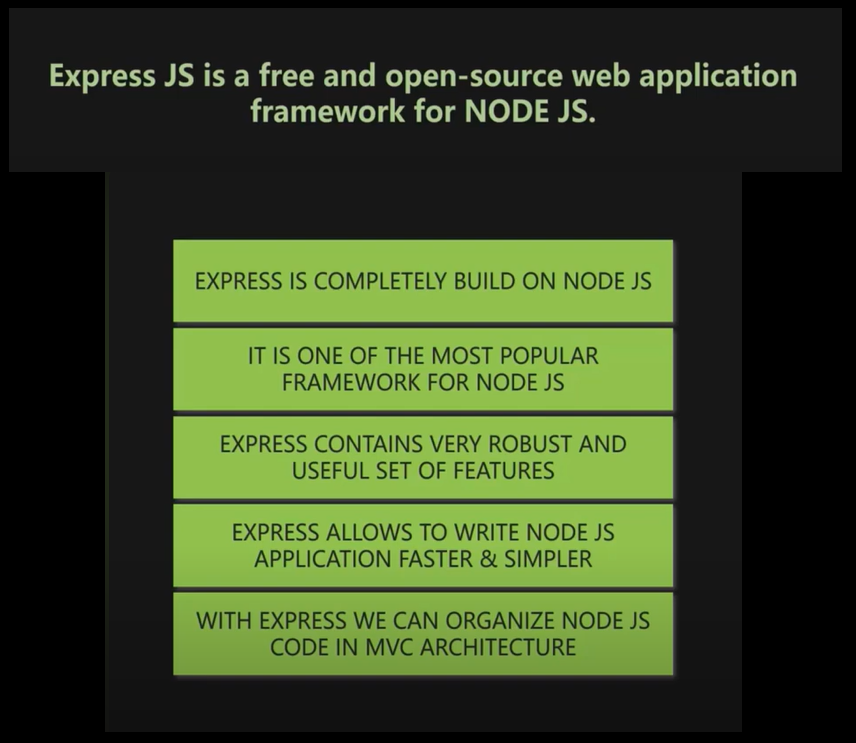 Express JS is a free and open-source web application
framework for NODE JS.
EXPRESS IS COMPLETELY BUILD ON NODE JS
IT IS ONE OF THE MOST POPULAR
FRAMEWORK FOR NODE JS
EXPRESS CONTAINS VERY ROBUST AND
USEFUL SET OF FEATURES
EXPRESS ALLOWS TO WRITE NODE JS
APPLICATION FASTER & SIMPLER
WITH EXPRESS WE CAN ORGANIZE NODE JS
CODE IN MVC ARCHITECTURE